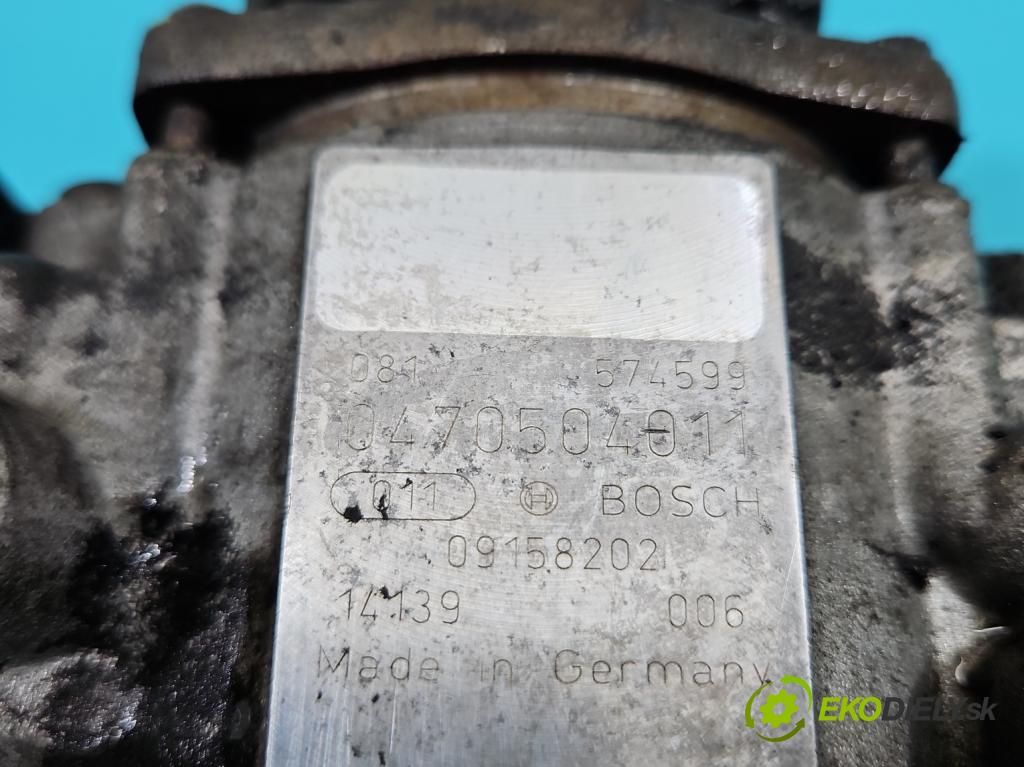 081 574599
0470504011
011 BOSCH
09158202
14139 006
Made in Germany
EKODIELY.sk